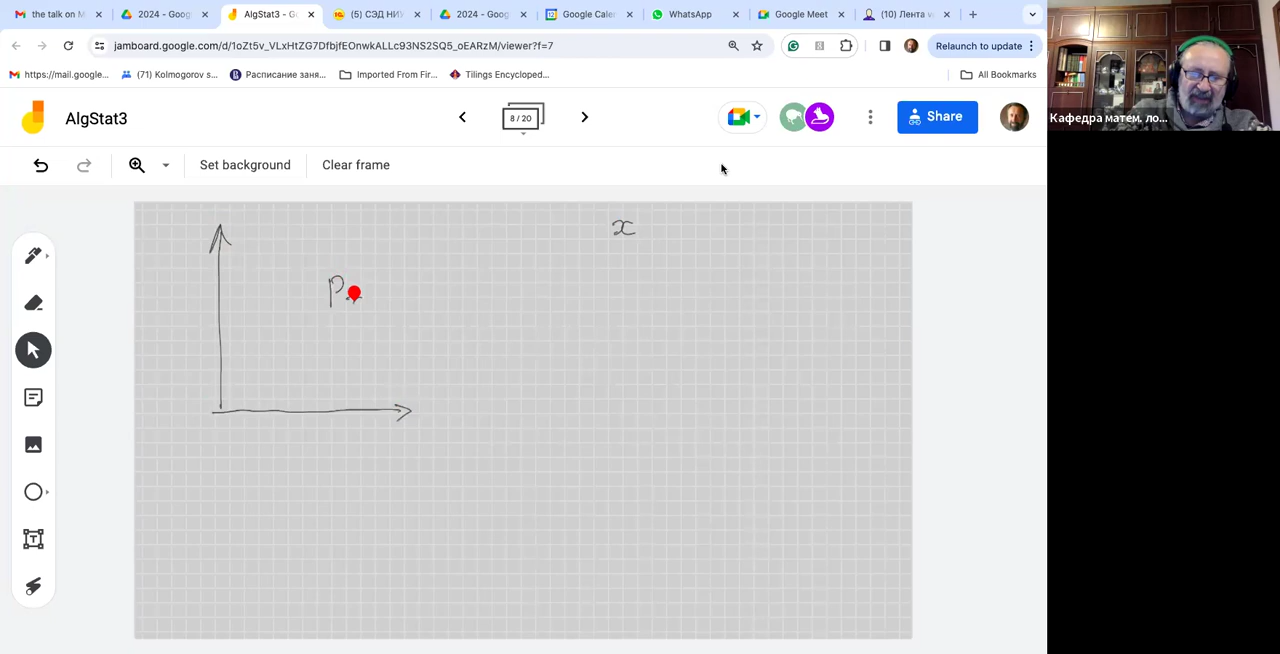 the talk on M
2024 - Goog
AlgStat3 - G
(5) СЭД НИУ
2024 - Googl
Google Cale
WhatsApp
Google Meet
(10) Лента
jamboard.google.com/d/1oZt5v_VLxHtZG7DfbjfEOnwkALLc93NS2SQ5_oEARzM/viewer?f=7
Relaunch to update
https://mail.google...
(71) Kolmogorov s...
Расписание заня...
Imported From Fir...
Tilings Encycloped...
All Bookmarks
Кафедра матем. ло...
AlgStat3
8 / 20
Share
Set background
Clear frame
x
P